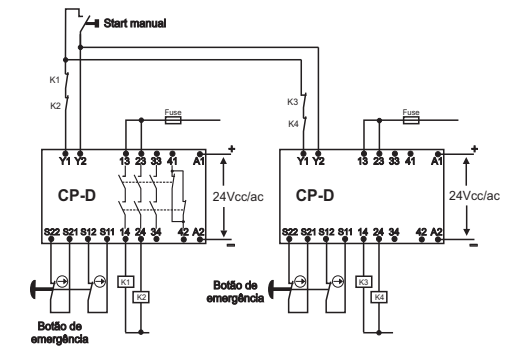 Start manual
K1
K2
K3
K4
Fuse
Fuse
Y1 Y2 13 23 33 41 A1 +
Y1 Y2 13 23 33 41 A1 +
CP-D
24Vcc/ac
CP-D
24Vcc/ac
S22 S21 S12 S11 14 24 34 42 A2 −
S22 S21 S12 S11 14 24 34 42 A2 −
K1
K2
K3
K4
Botão de
emergência
Botão de
emergência